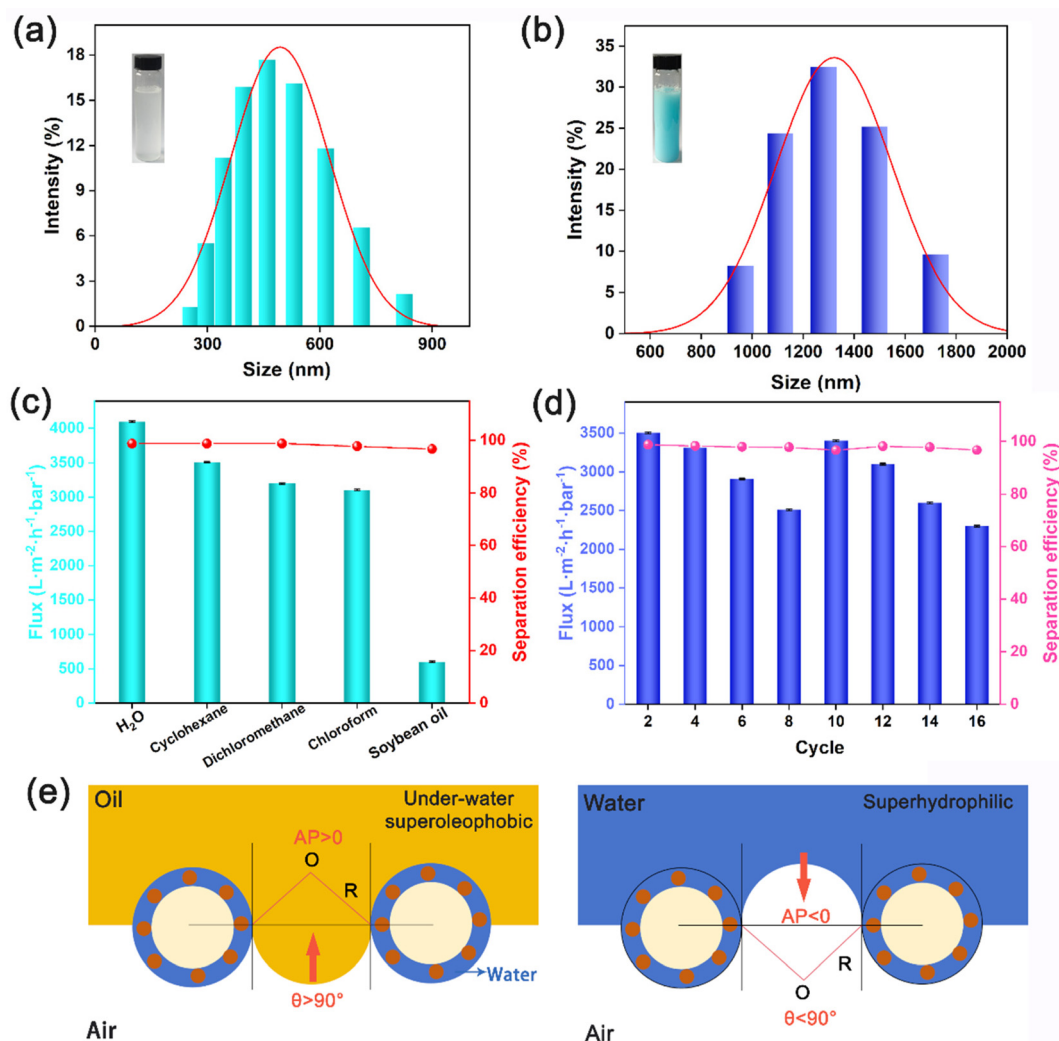 (a)
Intensity (%)
18
15
12
9
6
3
0
0
300
600
900
Size (nm)
(b)
Intensity (%)
35
30
25
20
15
10
5
0
600
800
1000
1200
1400
1600
1800
2000
Size (nm)
(c)
Flux (L·m⁻²·h⁻¹·bar⁻¹)
4000
3500
3000
2500
2000
1500
1000
500
0
100
80
60
40
20
0
Separation efficiency (%)
H₂O
Cyclohexane
Dichloromethane
Chloroform
Soybean oil
(d)
Flux (L·m⁻²·h⁻¹·bar⁻¹)
3500
3000
2500
2000
1500
1000
500
0
100
80
60
40
20
0
Separation efficiency (%)
2
4
6
8
10
12
14
16
Cycle
(e)
Oil
Under-water
superoleophobic
AP>0
O
R
Water
θ>90°
Air
Water
Superhydrophilic
AP<0
R
O
θ<90°
Air